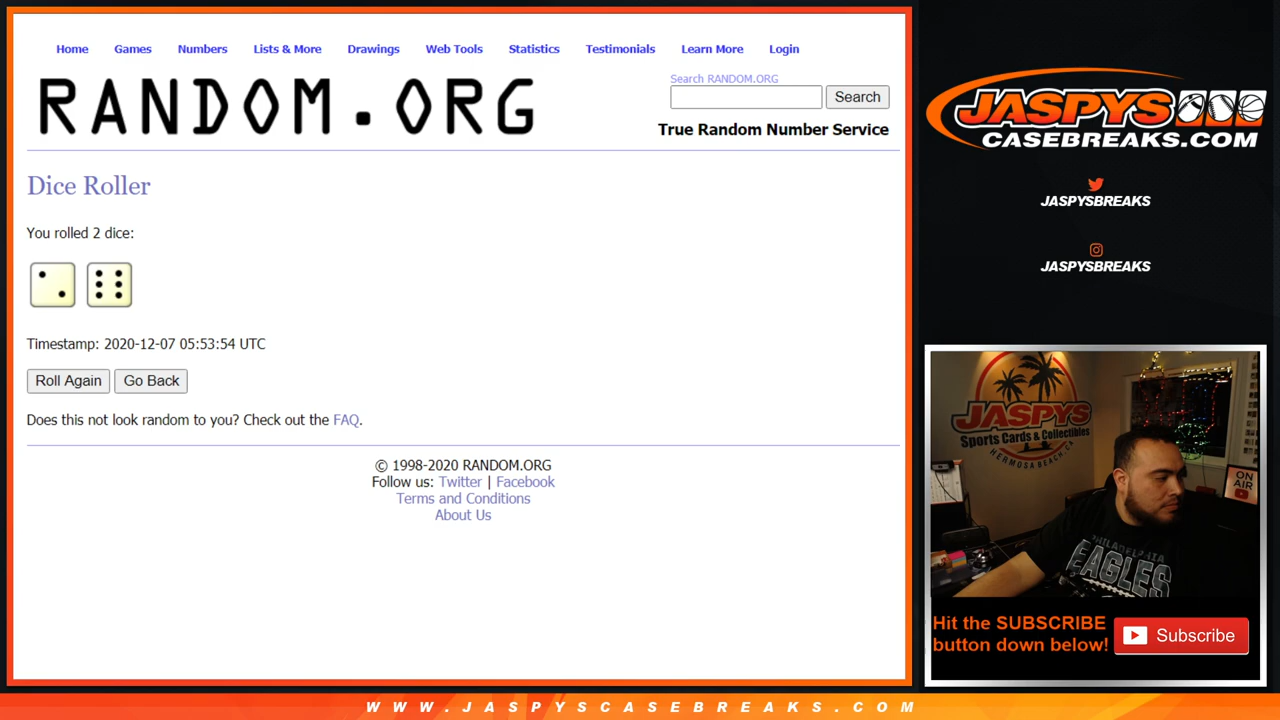 Home Games Numbers Lists & More Drawings Web Tools Statistics Testimonials Learn More Login
Search RANDOM.ORG
RANDOM.ORG
Search
True Random Number Service
Dice Roller
You rolled 2 dice:
Timestamp: 2020-12-07 05:53:54 UTC
Roll Again Go Back
Does this not look random to you? Check out the FAQ.
© 1998-2020 RANDOM.ORG
Follow us: Twitter | Facebook
Terms and Conditions
About Us
JASPYS
CASEBREAKS.COM
JASPYSBREAKS
JASPYSBREAKS
JASPYS
Sports Cards & Collectibles
HERMOSA BEACH, CA
ON
AIR
PHILADELPHIA
EAGLES
Hit the SUBSCRIBE
button down below!
Subscribe
WWW.JASPYSCASEBREAKS.COM